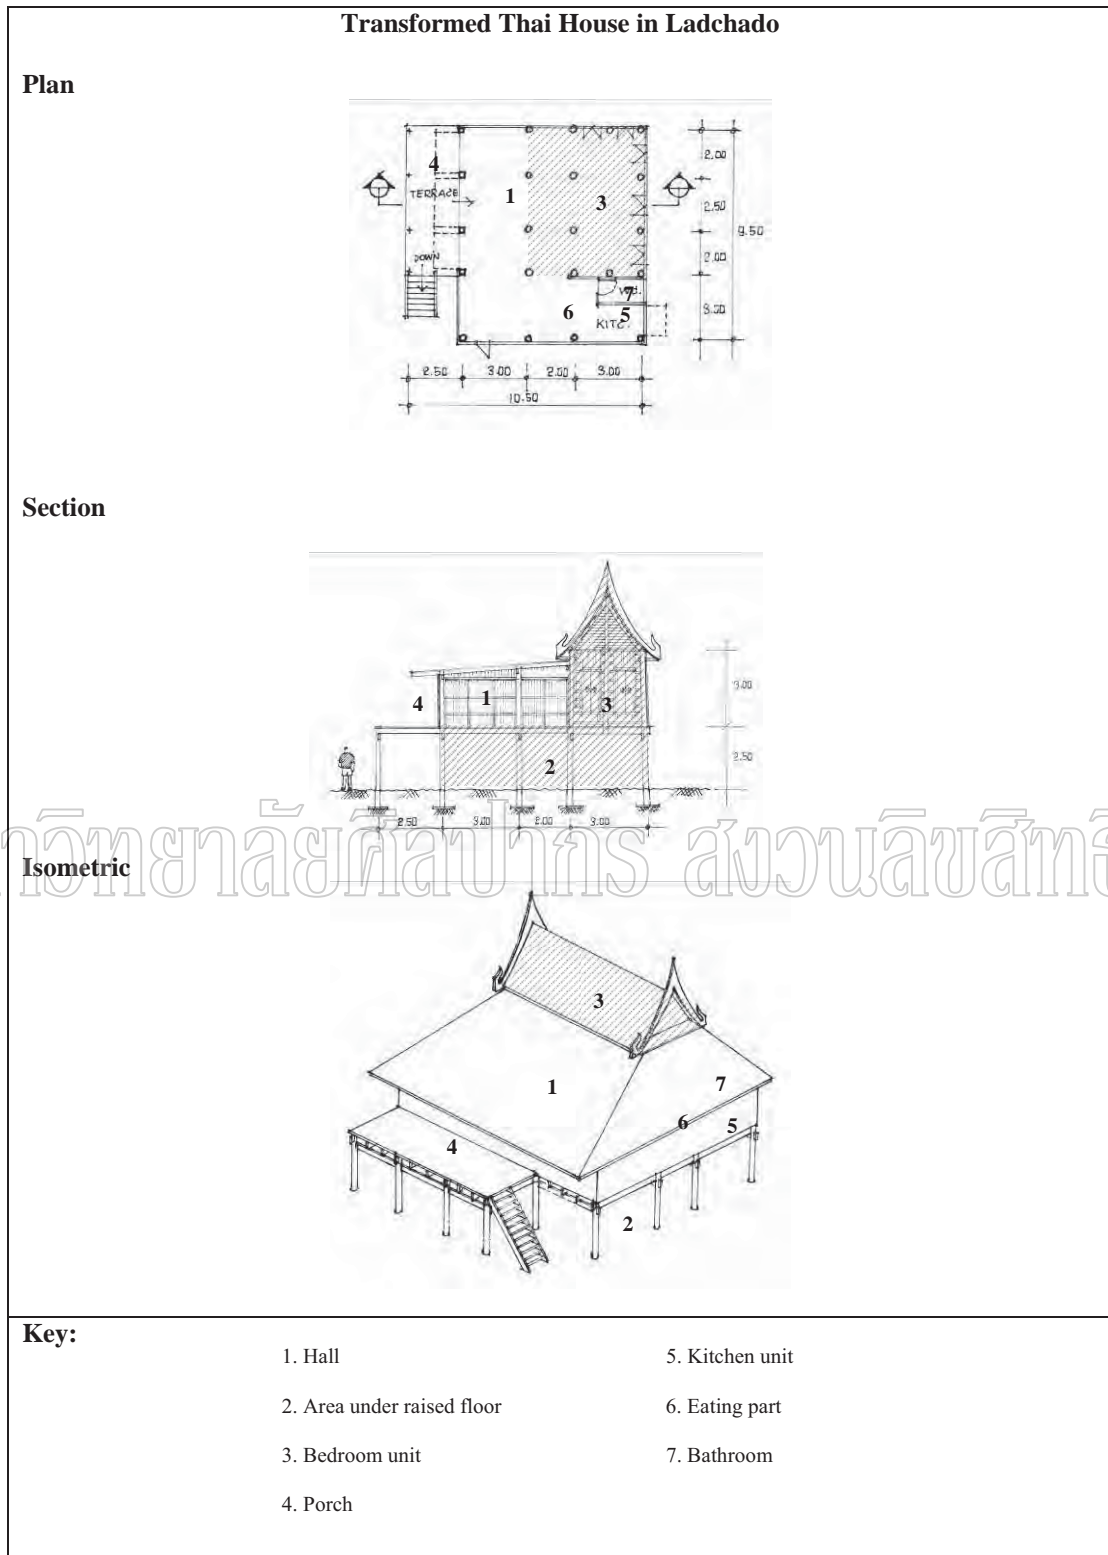 Transformed Thai House in Ladchado
Plan
4
TERRACE
1
3
DOWN
6
7
5
KITC.
2.00
2.50
2.00
3.00
9.50
2.50 3.00 2.00 3.00
10.50
Section
4
1
3
2
3.00
2.50
2.50 3.00 2.00 3.00
Isometric
3
1
7
6
5
4
2
Key:
1. Hall
2. Area under raised floor
3. Bedroom unit
4. Porch
5. Kitchen unit
6. Eating part
7. Bathroom